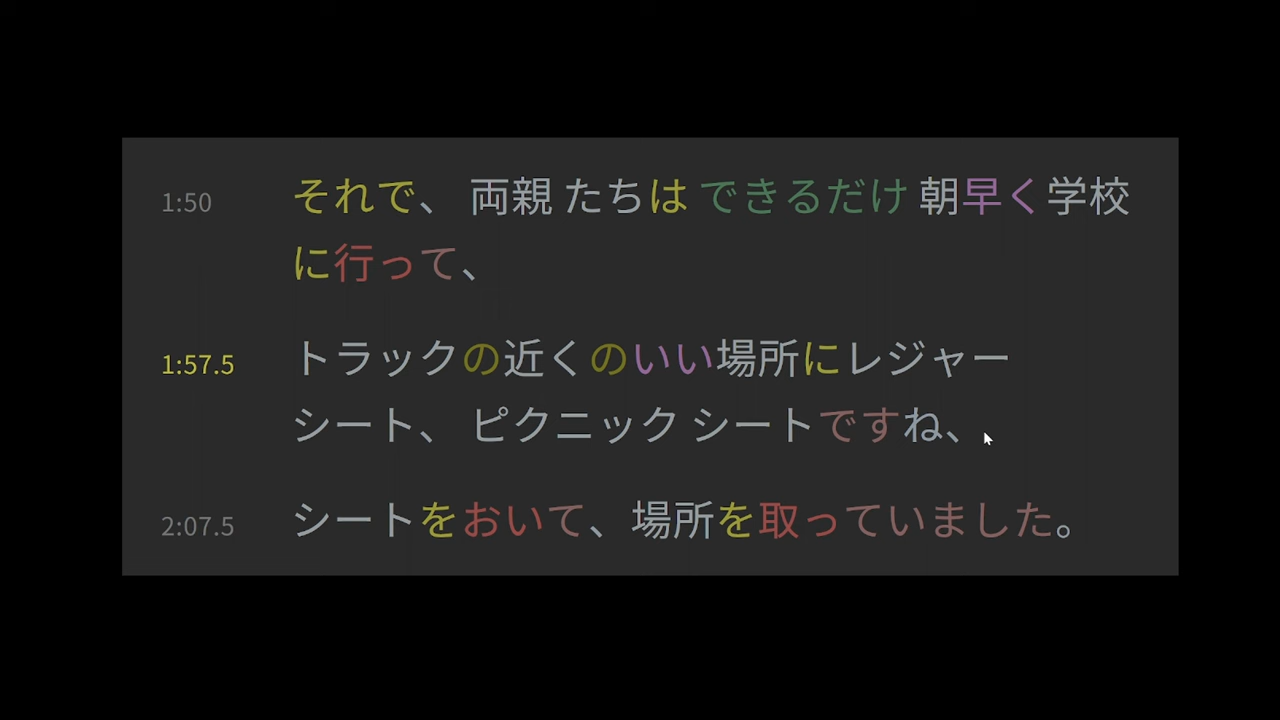 1:50 それで、 両親 たちは できるだけ 朝早く学校
に行って、
1:57.5 トラックの近くのいい場所にレジャー
シート、 ピクニック シートですね、
2:07.5 シートをおいて、場所を取っていました。